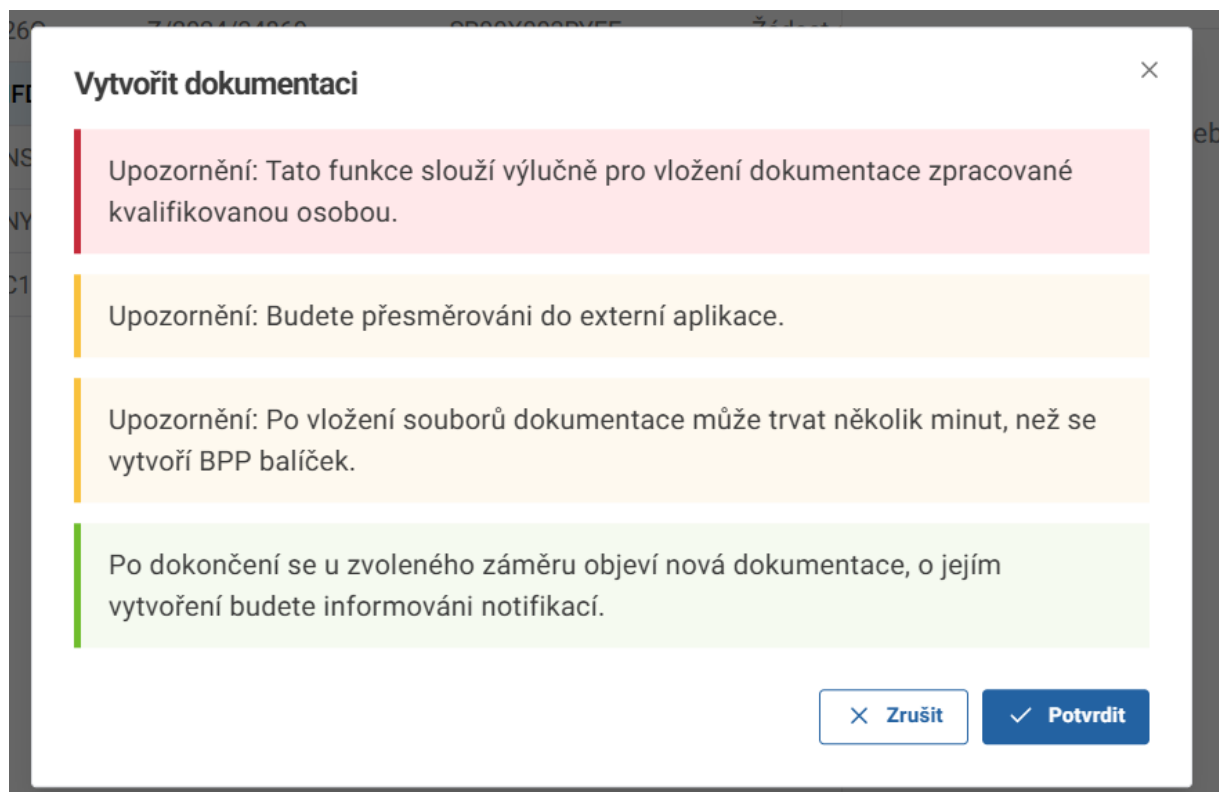 Vytvořit dokumentaci
Upozornění: Tato funkce slouží výlučně pro vložení dokumentace zpracované
kvalifikovanou osobou.
Upozornění: Budete přesměrováni do externí aplikace.
Upozornění: Po vložení souborů dokumentace může trvat několik minut, než se
vytvoří BPP balíček.
Po dokončení se u zvoleného záměru objeví nová dokumentace, o jejím
vytvoření budete informováni notifikací.
Zrušit
Potvrdit